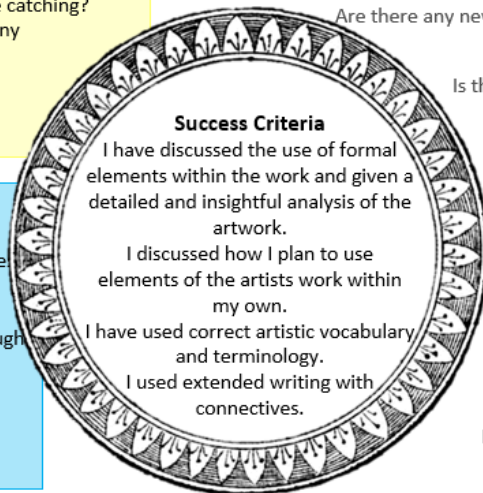 catching?
ny
Are there any ne
Is th
Success Criteria
I have discussed the use of formal
elements within the work and given a
detailed and insightful analysis of the
artwork.
I discussed how I plan to use
elements of the artists work within
my own.
I have used correct artistic vocabulary
and terminology.
I used extended writing with
connectives.
ugh